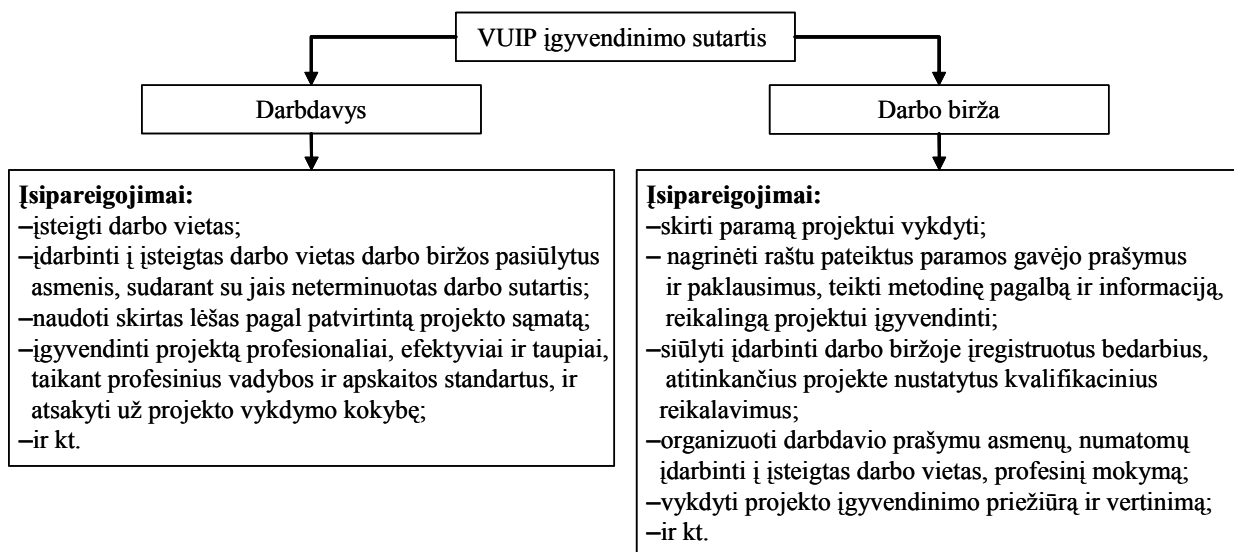 VUIP įgyvendinimo sutartis
Darbdavys
Darbo birža
Įsipareigojimai:
–įsteigti darbo vietas;
–įdarbinti į įsteigtas darbo vietas darbo biržos pasiūlytus
asmenis, sudarant su jais neterminuotas darbo sutartis;
–naudoti skirtas lėšas pagal patvirtintą projekto sąmatą;
–įgyvendinti projektą profesionaliai, efektyviai ir taupiai,
taikant profesinius vadybos ir apskaitos standartus, ir
atsakyti už projekto vykdymo kokybę;
–ir kt.
Įsipareigojimai:
–skirti paramą projektui vykdyti;
– nagrinėti raštu pateiktus paramos gavėjo prašymus
ir paklausimus, teikti metodinę pagalbą ir informaciją,
reikalingą projektui įgyvendinti;
–siūlyti įdarbinti darbo biržoje įregistruotus bedarbius,
atitinkančius projekte nustatytus kvalifikacinius
reikalavimus;
–organizuoti darbdavio prašymu asmenų, numatomų
įdarbinti į įsteigtas darbo vietas, profesinį mokymą;
–vykdyti projekto įgyvendinimo priežiūrą ir vertinimą;
–ir kt.